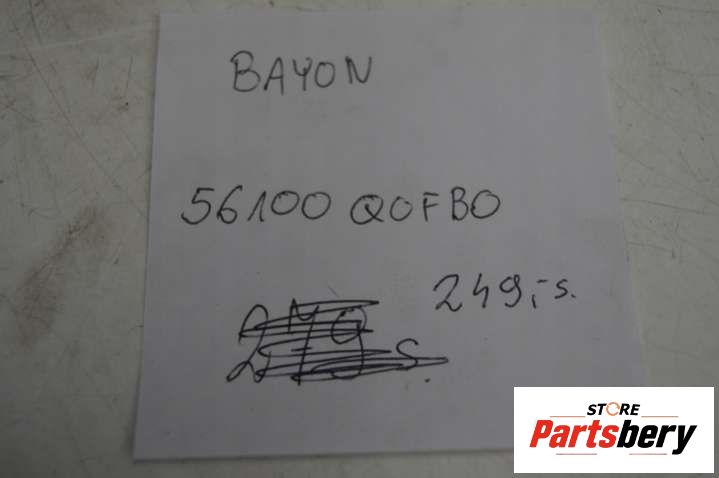 BAYON
56100 Q0FB0
249,-s.
STORE
Partsbery